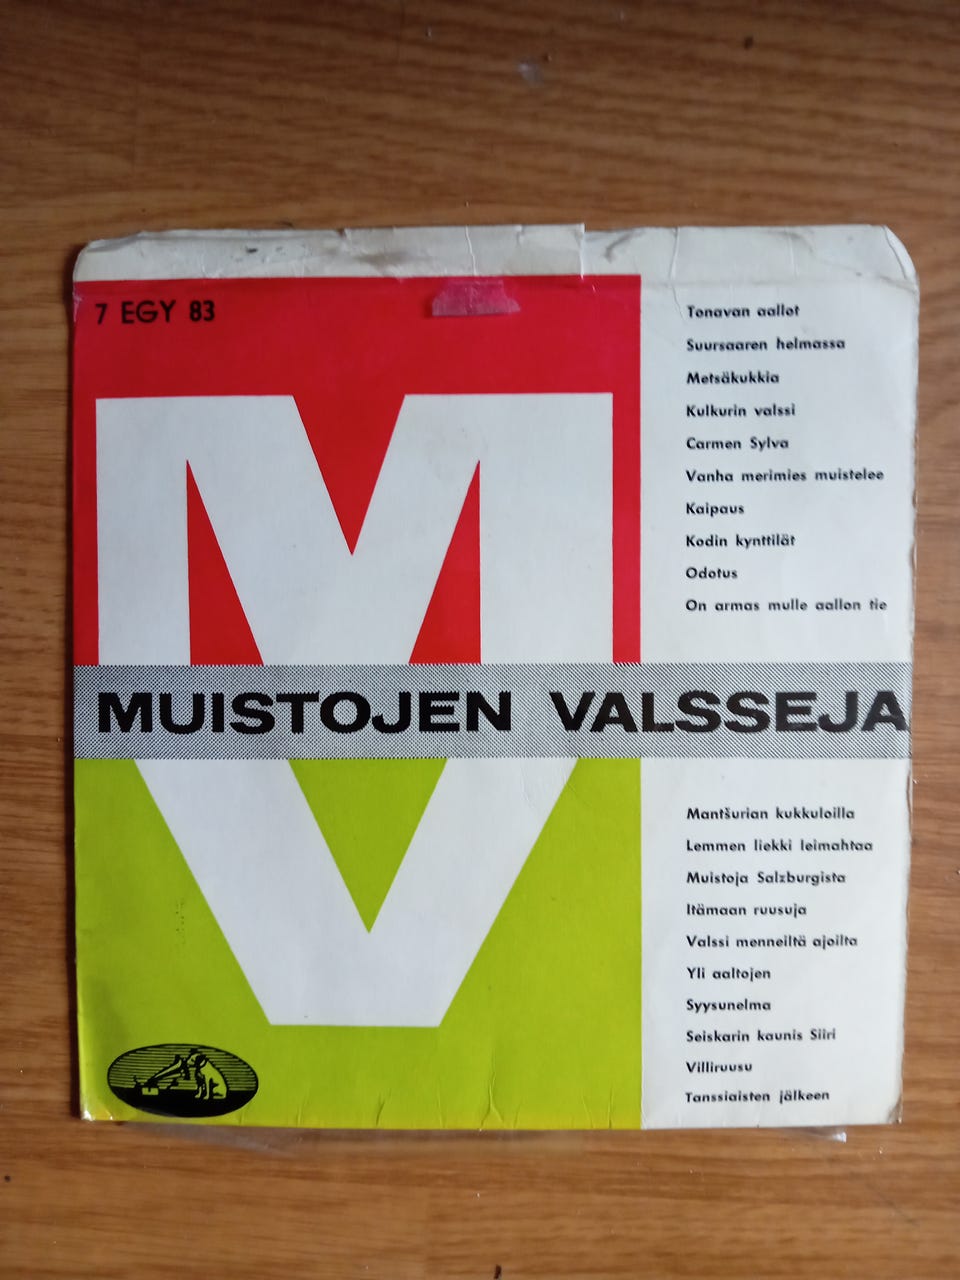 7 EGY 83
Tonavan aallot
Suursaaren helmassa
Metsäkukkia
Kulkurin valssi
Carmen Sylva
Vanha merimies muistelee
Kaipaus
Kodin kynttilät
Odotus
On armas mulle aallon tie
MV
MUISTOJEN VALSSEJA
Mantšurian kukkuloilla
Lemmen liekki leimahtaa
Muistoja Salzburgista
Itämaan ruusuja
Valssi menneiltä ajoilta
Yli aaltojen
Syysunelma
Seiskarin kaunis Siiri
Villiruusu
Tanssiaisten jälkeen